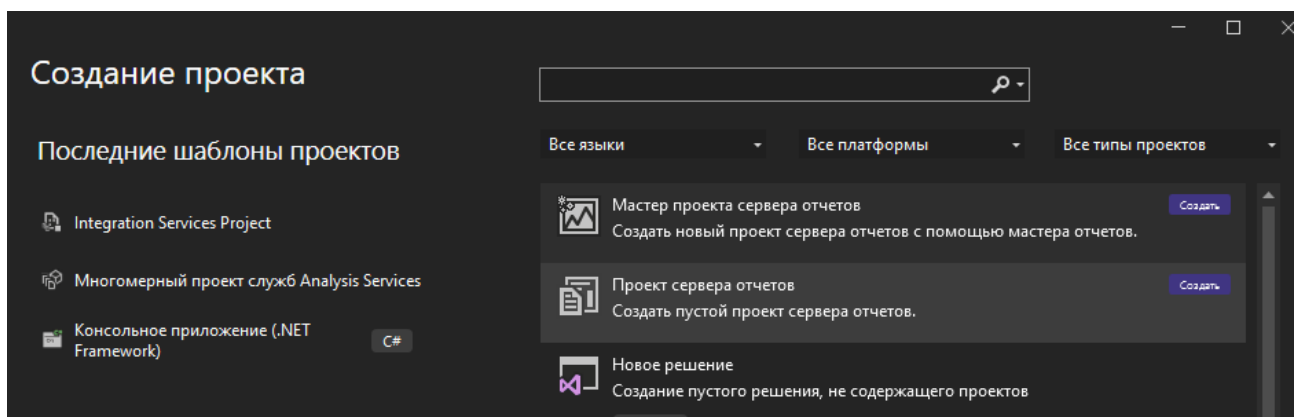 Создание проекта
Последние шаблоны проектов
Integration Services Project
Многомерный проект служб Analysis Services
Консольное приложение (.NET
Framework)
C#
Все языки
Все платформы
Все типы проектов
Мастер проекта сервера отчетов
Создать
Создать новый проект сервера отчетов с помощью мастера отчетов.
Проект сервера отчетов
Создать
Создать пустой проект сервера отчетов.
Новое решение
Создание пустого решения, не содержащего проектов